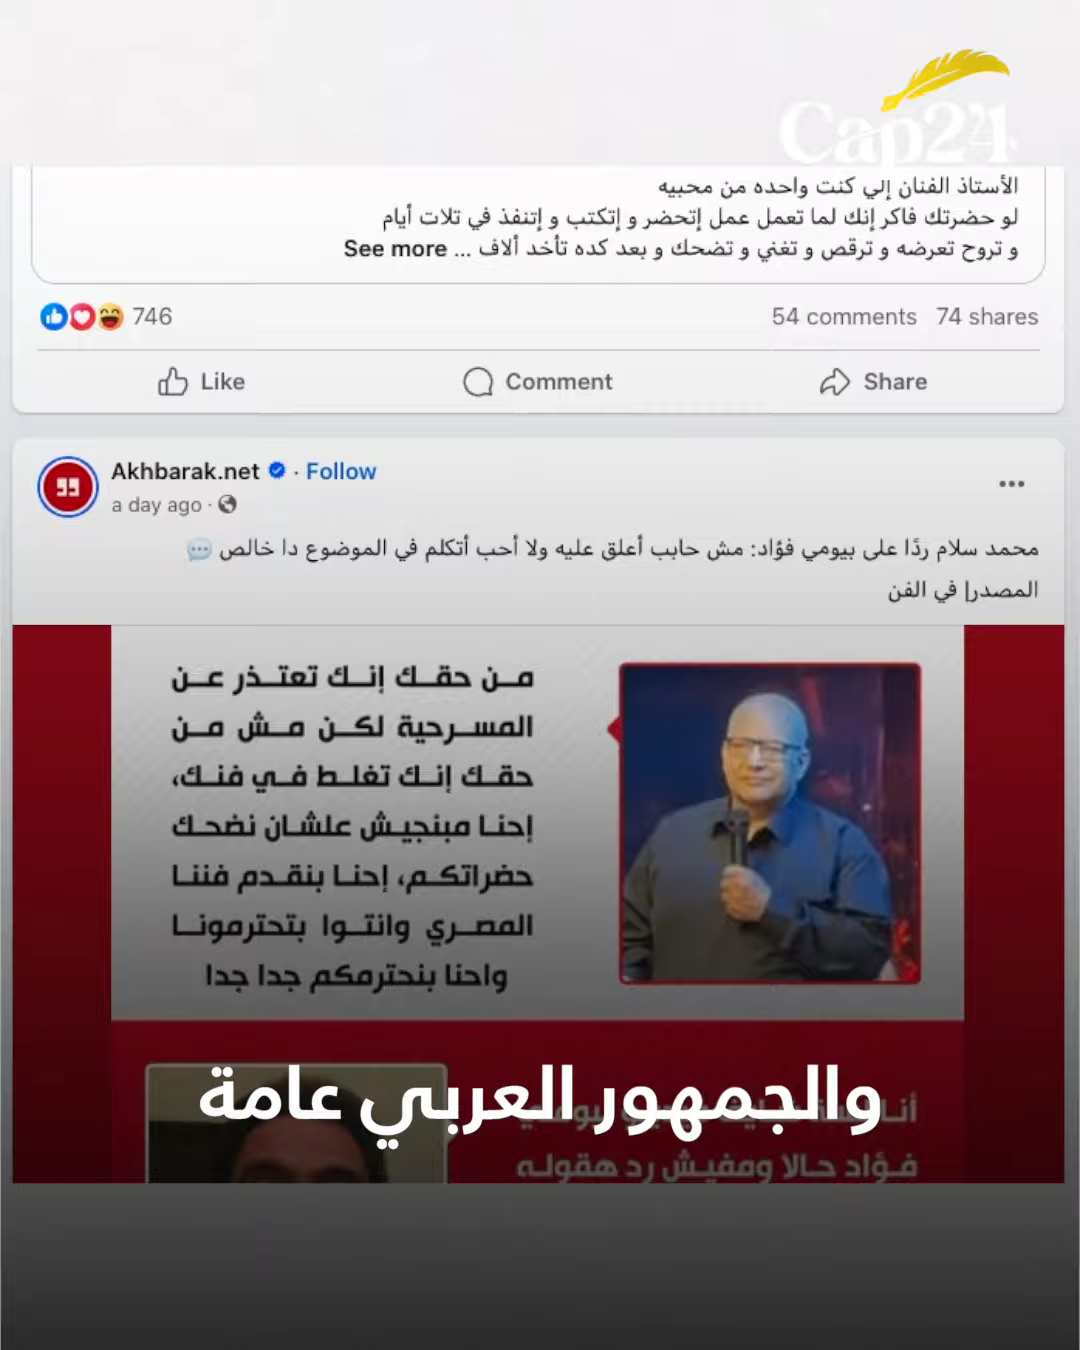 Cap24
الأستاذ الفنان إلي كنت واحده من محبيه
لو حضرتك فاكر إنك لما تعمل عمل إتحضر و إتكتب و إتنفذ في تلات أيام
و تروح تعرضه و ترقص و تغني و تضحك و بعد كده تأخد ألاف ... See more
746
54 comments 74 shares
Like Comment Share
Akhbarak.net · Follow
a day ago ·
محمد سلام ردًا على بيومي فؤاد: مش حابب أعلق عليه ولا أحب أتكلم في الموضوع دا خالص 💬
المصدر| في الفن
من حقك إنك تعتذر عن
المسرحية لكن مش من
حقك إنك تغلط في فنك،
إحنا مبنجيش علشان نضحك
حضراتكم، إحنا بنقدم فننا
المصري وانتوا بتحترمونا
واحنا بنحترمكم جدا جدا
والجمهور العربي عامة
فؤاد حالا ومفيش رد هقوله